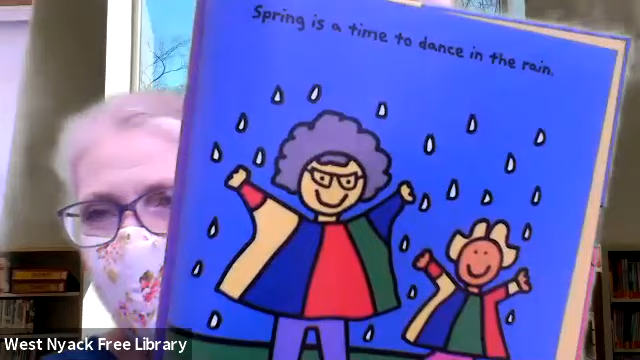 Spring is a time to dance in the rain.
West Nyack Free Library